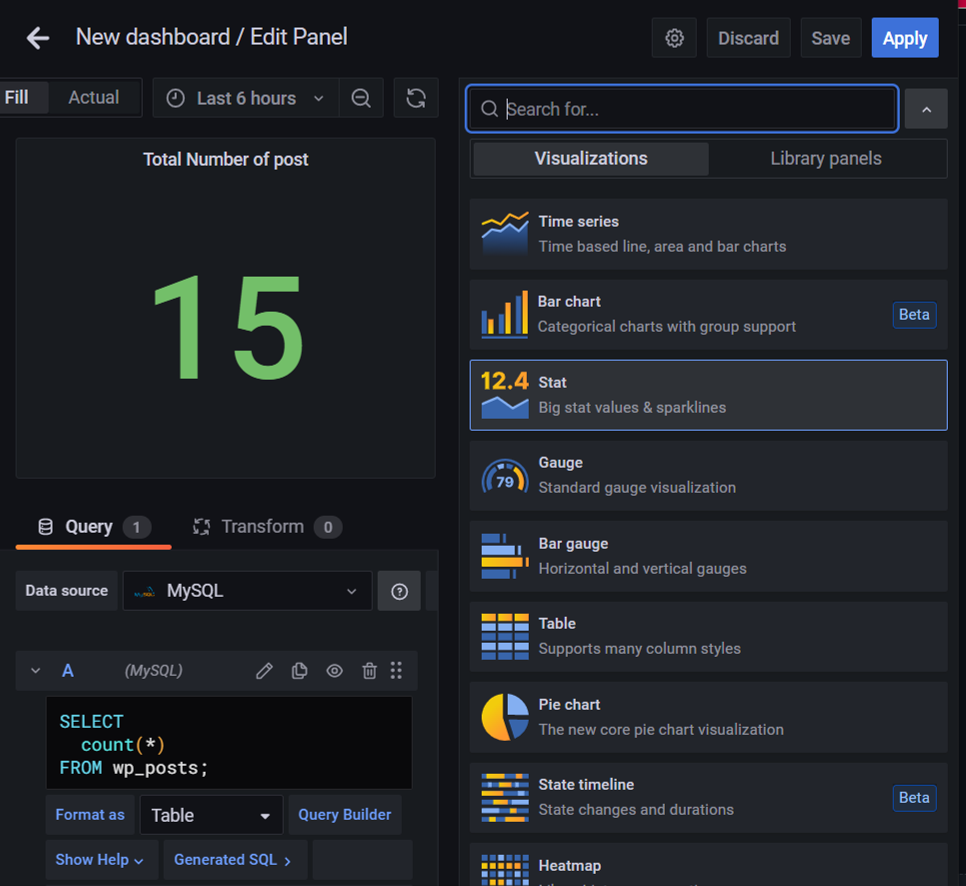 New dashboard / Edit Panel
Discard
Save
Apply
Fill
Actual
Last 6 hours
Search for...
Total Number of post
15
Visualizations
Library panels
Time series
Time based line, area and bar charts
Bar chart
Categorical charts with group support
Beta
12.4
Stat
Big stat values & sparklines
79
Gauge
Standard gauge visualization
Bar gauge
Horizontal and vertical gauges
Table
Supports many column styles
Pie chart
The new core pie chart visualization
State timeline
State changes and durations
Beta
Heatmap
Query 1
Transform 0
Data source
MySQL
A
(MySQL)
SELECT
count(*)
FROM wp_posts;
Format as
Table
Query Builder
Show Help
Generated SQL